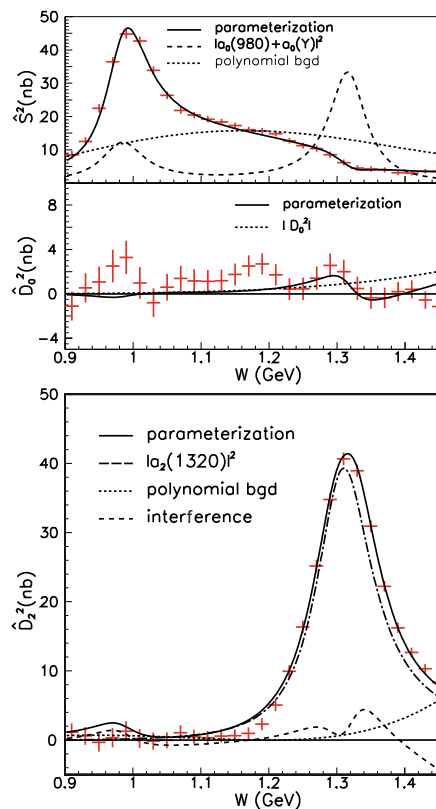 50
40
30
20
10
Ŝ²(nb)
parameterization
|a₀(980)+a₀(Y)|²
polynomial bgd
8
4
0
−4
D̂₀²(nb)
parameterization
| D₀²|
0.9 1 1.1 1.2 1.3 1.4
W (GeV)
50
40
30
20
10
0
D̂₂²(nb)
parameterization
|a₂(1320)|²
polynomial bgd
interference
0.9 1 1.1 1.2 1.3 1.4
W (GeV)